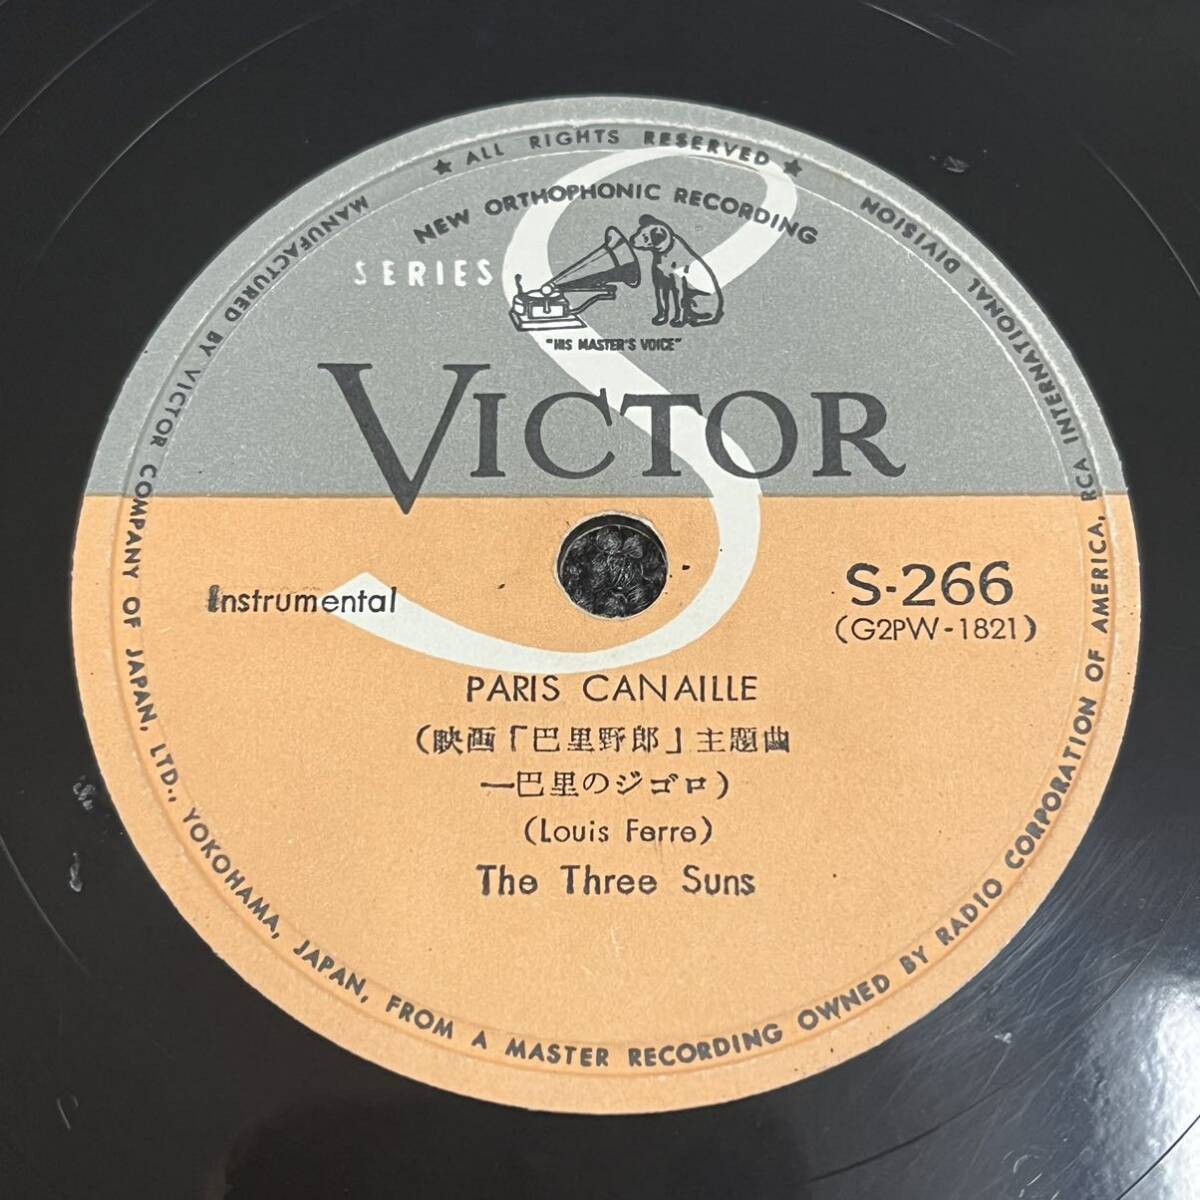 ★ ALL RIGHTS RESERVED ★
NEW ORTHOPHONIC RECORDING
SERIES
S
"HIS MASTER'S VOICE"
VICTOR
Instrumental
S-266
(G2PW-1821)
PARIS CANAILLE
(映画「巴里野郎」主題曲
—巴里のジゴロ)
(Louis Ferre)
The Three Suns
MANUFACTURED BY VICTOR COMPANY OF JAPAN, LTD., YOKOHAMA, JAPAN, FROM A MASTER RECORDING OWNED BY RADIO CORPORATION OF AMERICA, RCA INTERNATIONAL DIVISION